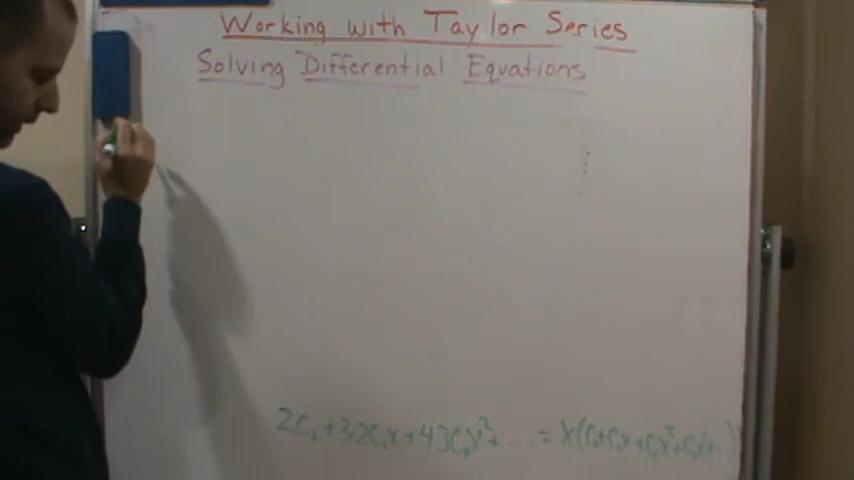 Working with Taylor Series
Solving Differential Equations
2C₂+3·2C₃x+4·3C₄x²+....= x(C₀+C₁x+C₂x²+C₃x³+...)